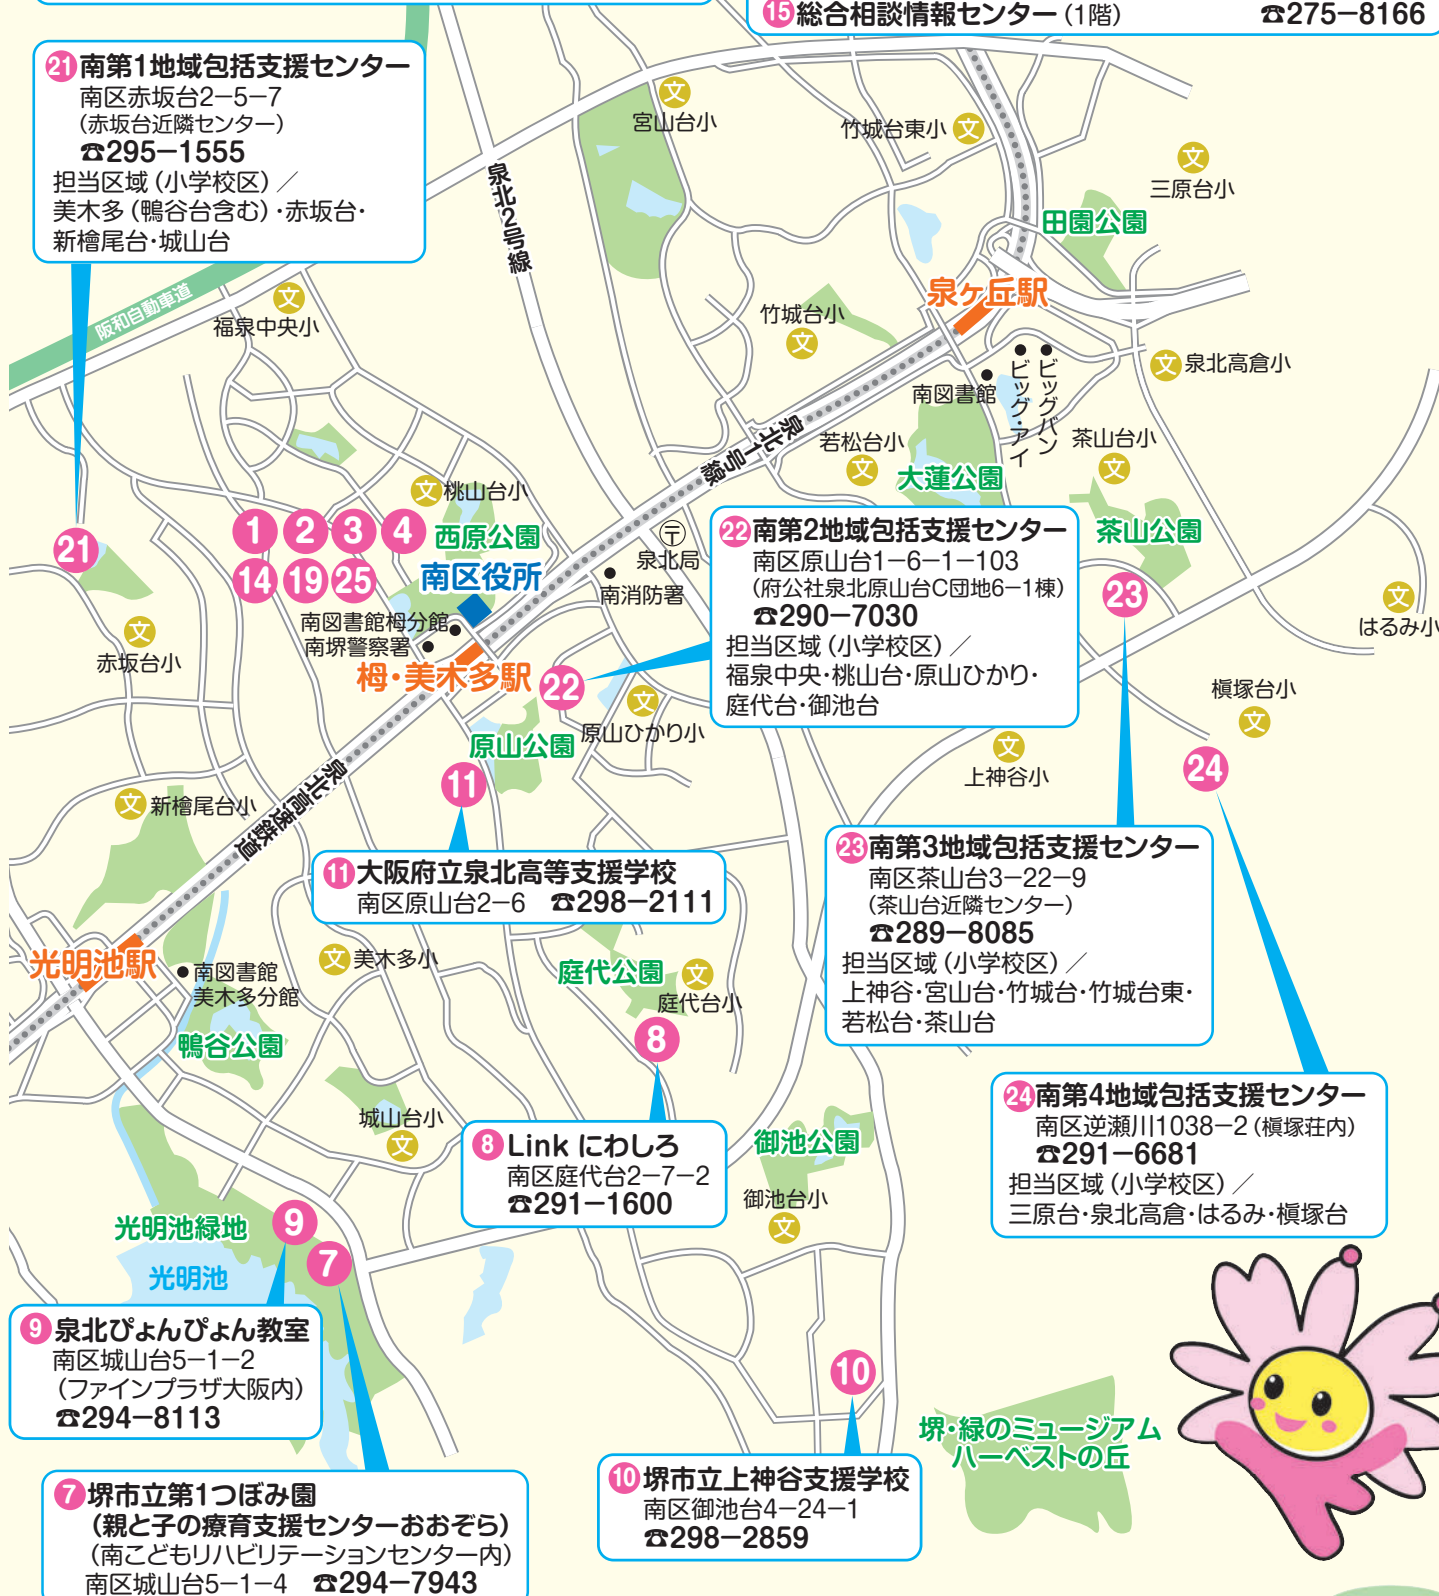 ⑮総合相談情報センター(1階) ☎275−8166
㉑南第1地域包括支援センター
南区赤坂台2−5−7
(赤坂台近隣センター)
☎295−1555
担当区域(小学校区)／
美木多(鴨谷台含む)・赤坂台・
新檜尾台・城山台
宮山台小
文
竹城台東小
文
文
三原台小
泉北2号線
田園公園
阪和自動車道
文
福泉中央小
泉ヶ丘駅
竹城台小
文
文
泉北高倉小
南図書館
ビッグ・アイ
ビッグバン
泉北1号線
若松台小
文
大蓮公園
茶山台小
文
茶山公園
文
桃山台小
西原公園
21
1
2
3
4
14
19
25
南区役所
〒
泉北局
南消防署
南図書館栂分館
南堺警察署
栂・美木多駅
文
赤坂台小
22
文
原山ひかり小
原山公園
11
㉒南第2地域包括支援センター
南区原山台1−6−1−103
(府公社泉北原山台C団地6−1棟)
☎290−7030
担当区域(小学校区)／
福泉中央・桃山台・原山ひかり・
庭代台・御池台
23
文
はるみ小
槇塚台小
文
24
文
上神谷小
文
新檜尾台小
泉北高速鉄道
⑪大阪府立泉北高等支援学校
南区原山台2−6 ☎298−2111
㉓南第3地域包括支援センター
南区茶山台3−22−9
(茶山台近隣センター)
☎289−8085
担当区域(小学校区)／
上神谷・宮山台・竹城台・竹城台東・
若松台・茶山台
光明池駅
南図書館
美木多分館
文
美木多小
庭代公園
文
庭代台小
8
鴨谷公園
城山台小
文
⑧Link にわしろ
南区庭代台2−7−2
☎291−1600
御池公園
御池台小
文
㉔南第4地域包括支援センター
南区逆瀬川1038−2(槇塚荘内)
☎291−6681
担当区域(小学校区)／
三原台・泉北高倉・はるみ・槇塚台
光明池緑地
光明池
9
7
⑨泉北ぴょんぴょん教室
南区城山台5−1−2
(ファインプラザ大阪内)
☎294−8113
10
堺・緑のミュージアム
ハーベストの丘
⑦堺市立第1つぼみ園
(親と子の療育支援センターおおぞら)
(南こどもリハビリテーションセンター内)
南区城山台5−1−4 ☎294−7943
⑩堺市立上神谷支援学校
南区御池台4−24−1
☎298−2859